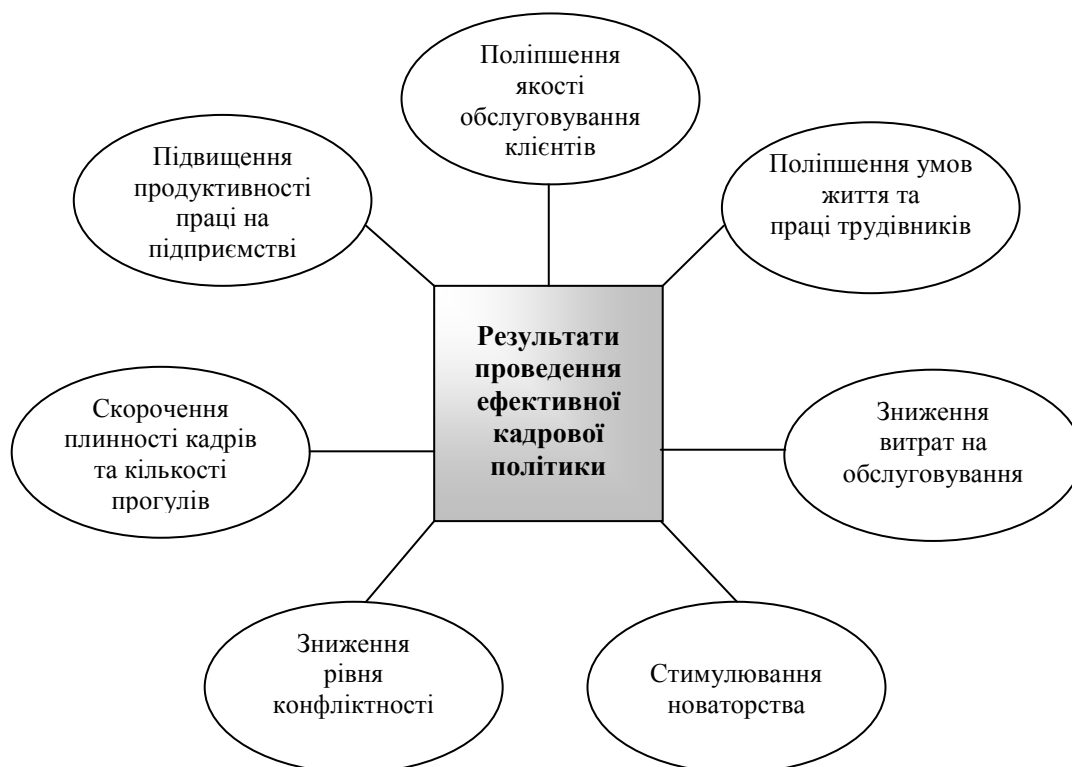 Поліпшення
якості
обслуговування
клієнтів
Підвищення
продуктивності
праці на
підприємстві
Поліпшення умов
життя та
праці трудівників
Результати
проведення
ефективної
кадрової
політики
Скорочення
плинності кадрів
та кількості
прогулів
Зниження
витрат на
обслуговування
Зниження
рівня
конфліктності
Стимулювання
новаторства